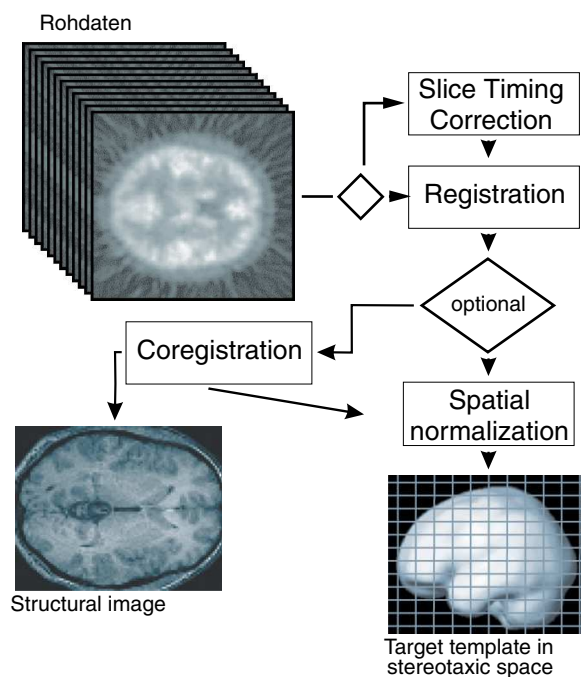 Rohdaten
Slice Timing
Correction
Registration
optional
Coregistration
Spatial
normalization
Structural image
Target template in
stereotaxic space